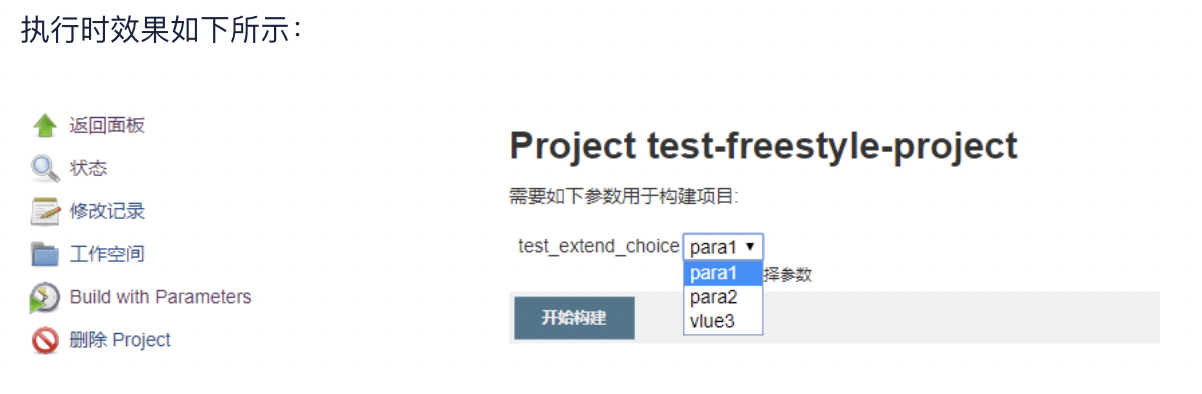 执行时效果如下所示：
返回面板
状态
修改记录
工作空间
Build with Parameters
删除 Project
Project test-freestyle-project
需要如下参数用于构建项目:
test_extend_choice para1
para1
择参数
para2
vlue3
开始构建